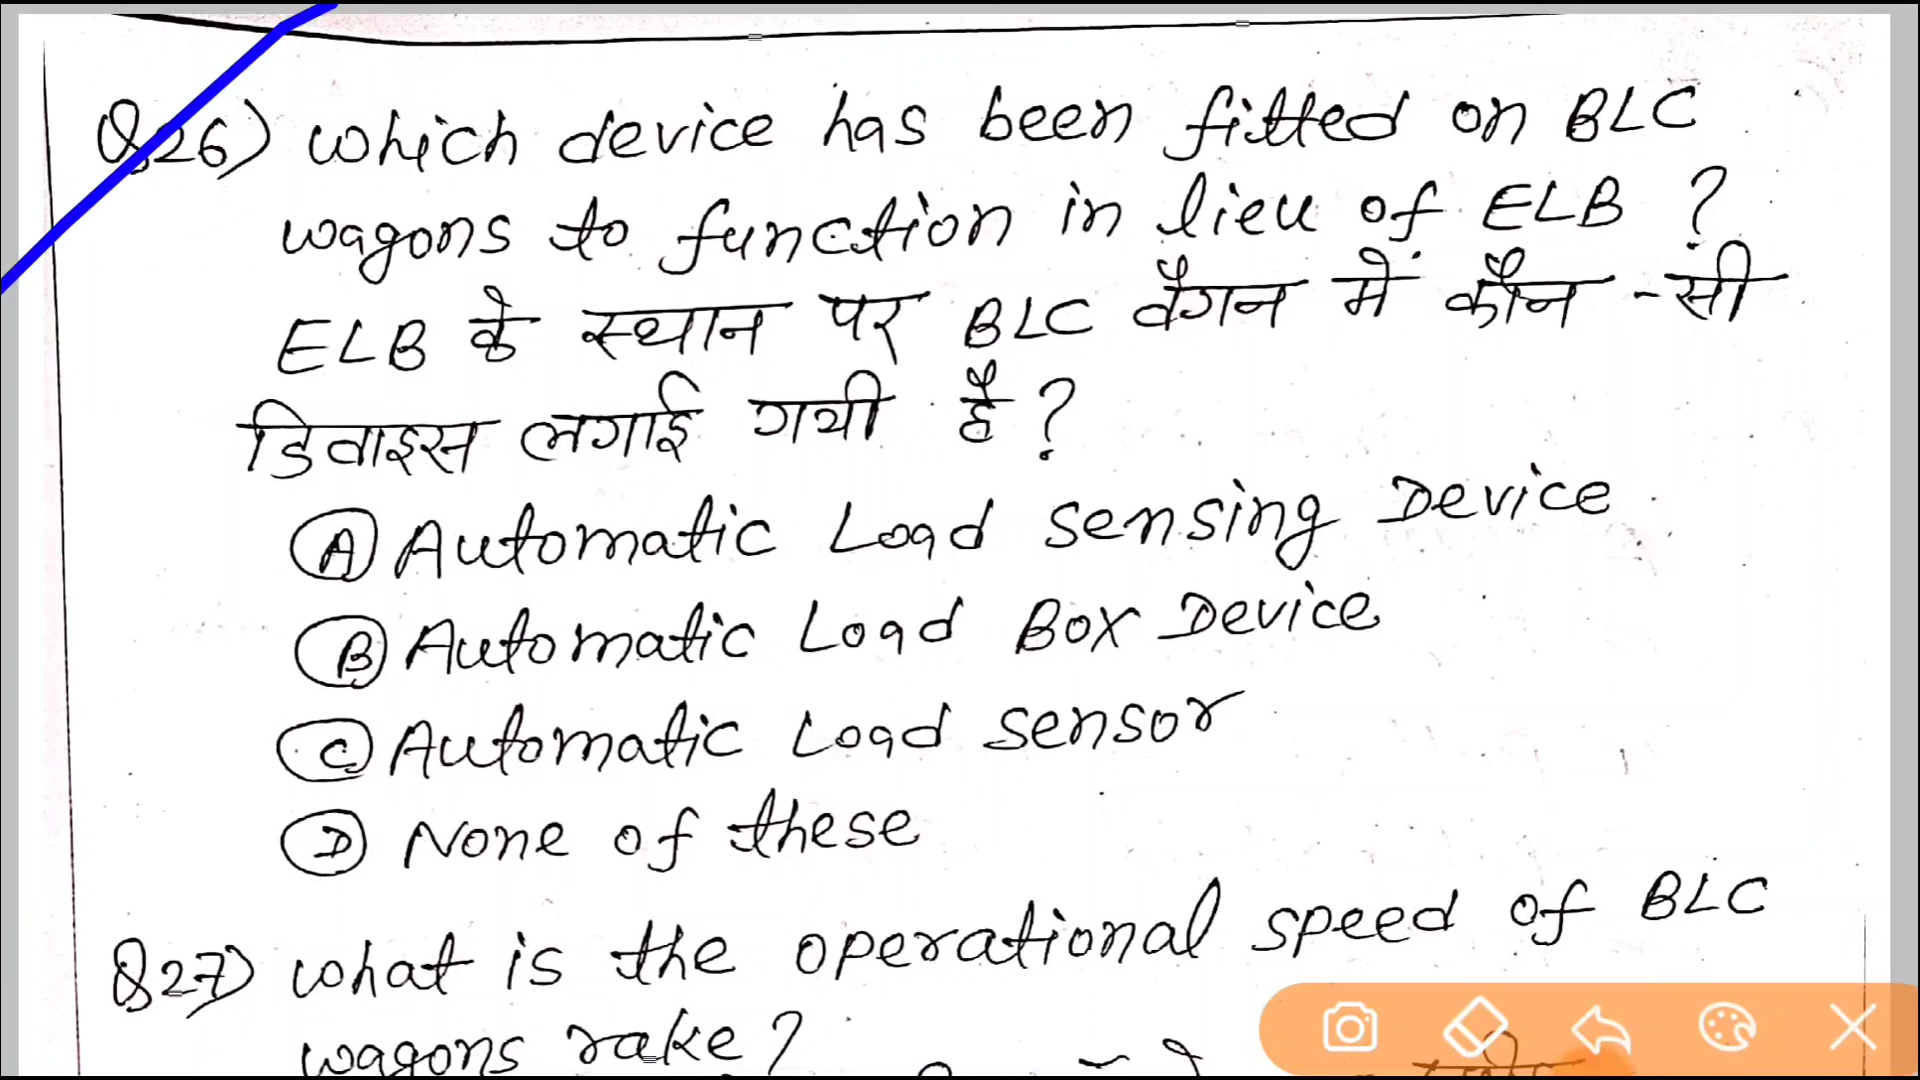 Q.26) which device has been fitted on BLC
wagons to function in lieu of ELB ?
ELB के स्थान पर BLC वैगन में कौन-सी
डिवाइस लगाई गयी है ?
(A) Automatic Load Sensing Device
(B) Automatic Load Box Device
(C) Automatic Load Sensor
(D) None of these
Q27) what is the operational speed of BLC
wagons rake ?